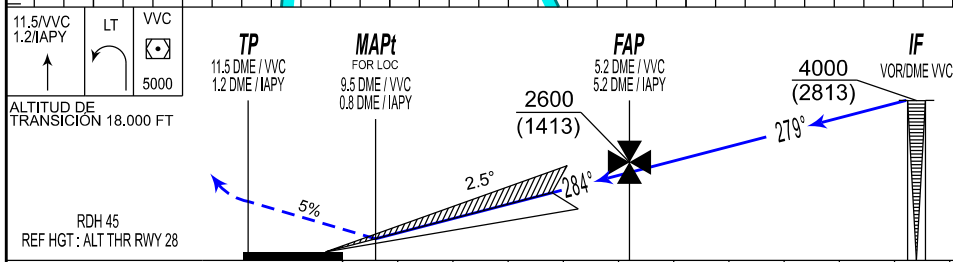 11.5/VVC
1.2/IAPY
LT
VVC
5000
ALTITUD DE
TRANSICIÓN 18.000 FT
TP
11.5 DME / VVC
1.2 DME / IAPY
MAPt
FOR LOC
9.5 DME / VVC
0.8 DME / IAPY
FAP
5.2 DME / VVC
5.2 DME / IAPY
IF
VOR/DME VVC
4000
(2813)
2600
(1413)
279°
284°
2.5°
5%
RDH 45
REF HGT : ALT THR RWY 28